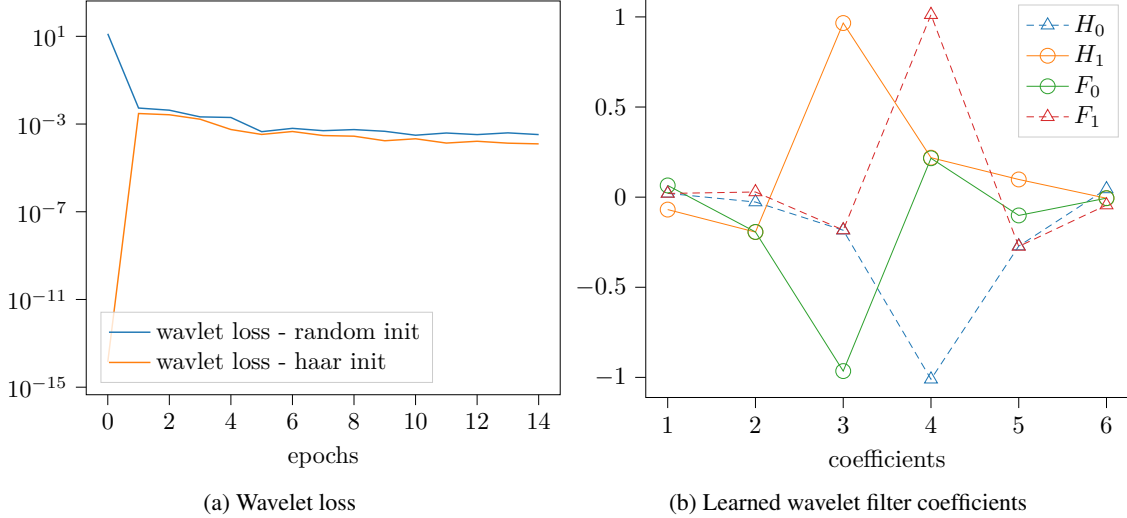 10^1
10^−3
10^−7
10^−11
10^−15
wavlet loss - random init
wavlet loss - haar init
0 2 4 6 8 10 12 14
epochs
(a) Wavelet loss
1
0.5
0
−0.5
−1
H_0
H_1
F_0
F_1
1 2 3 4 5 6
coefficients
(b) Learned wavelet filter coefficients